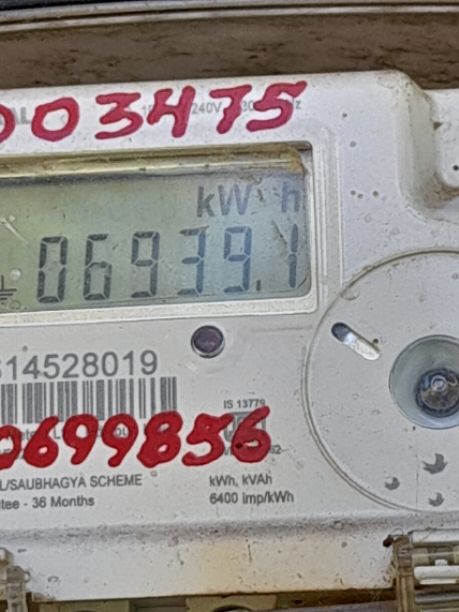 003475
240V
kW h
06939.1
14528019
IS 13779
0699856
L/SAUBHAGYA SCHEME
tee - 36 Months
kWh, kVAh
6400 imp/kWh